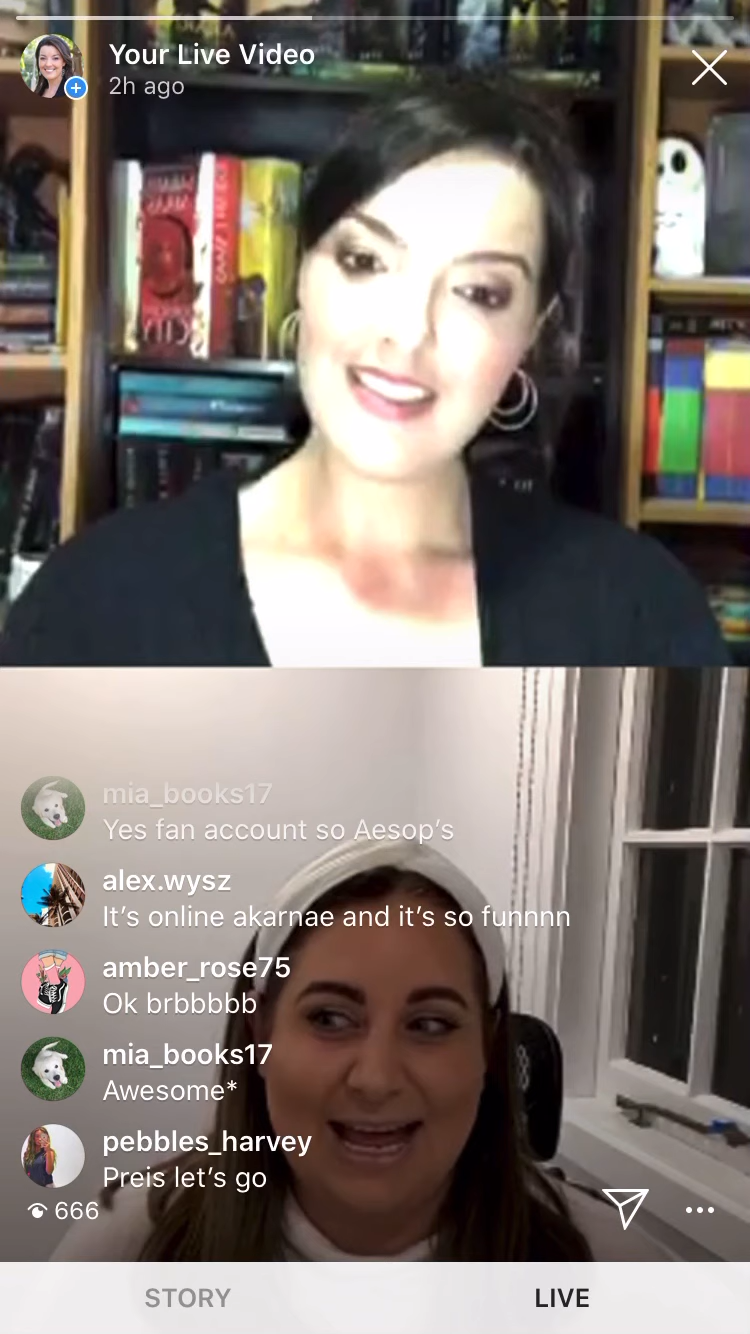 Your Live Video
2h ago
mia_books17
Yes fan account so Aesop’s
alex.wysz
It’s online akarnae and it’s so funnnn
amber_rose75
Ok brbbbbb
mia_books17
Awesome*
pebbles_harvey
Preis let’s go
666
STORY
LIVE